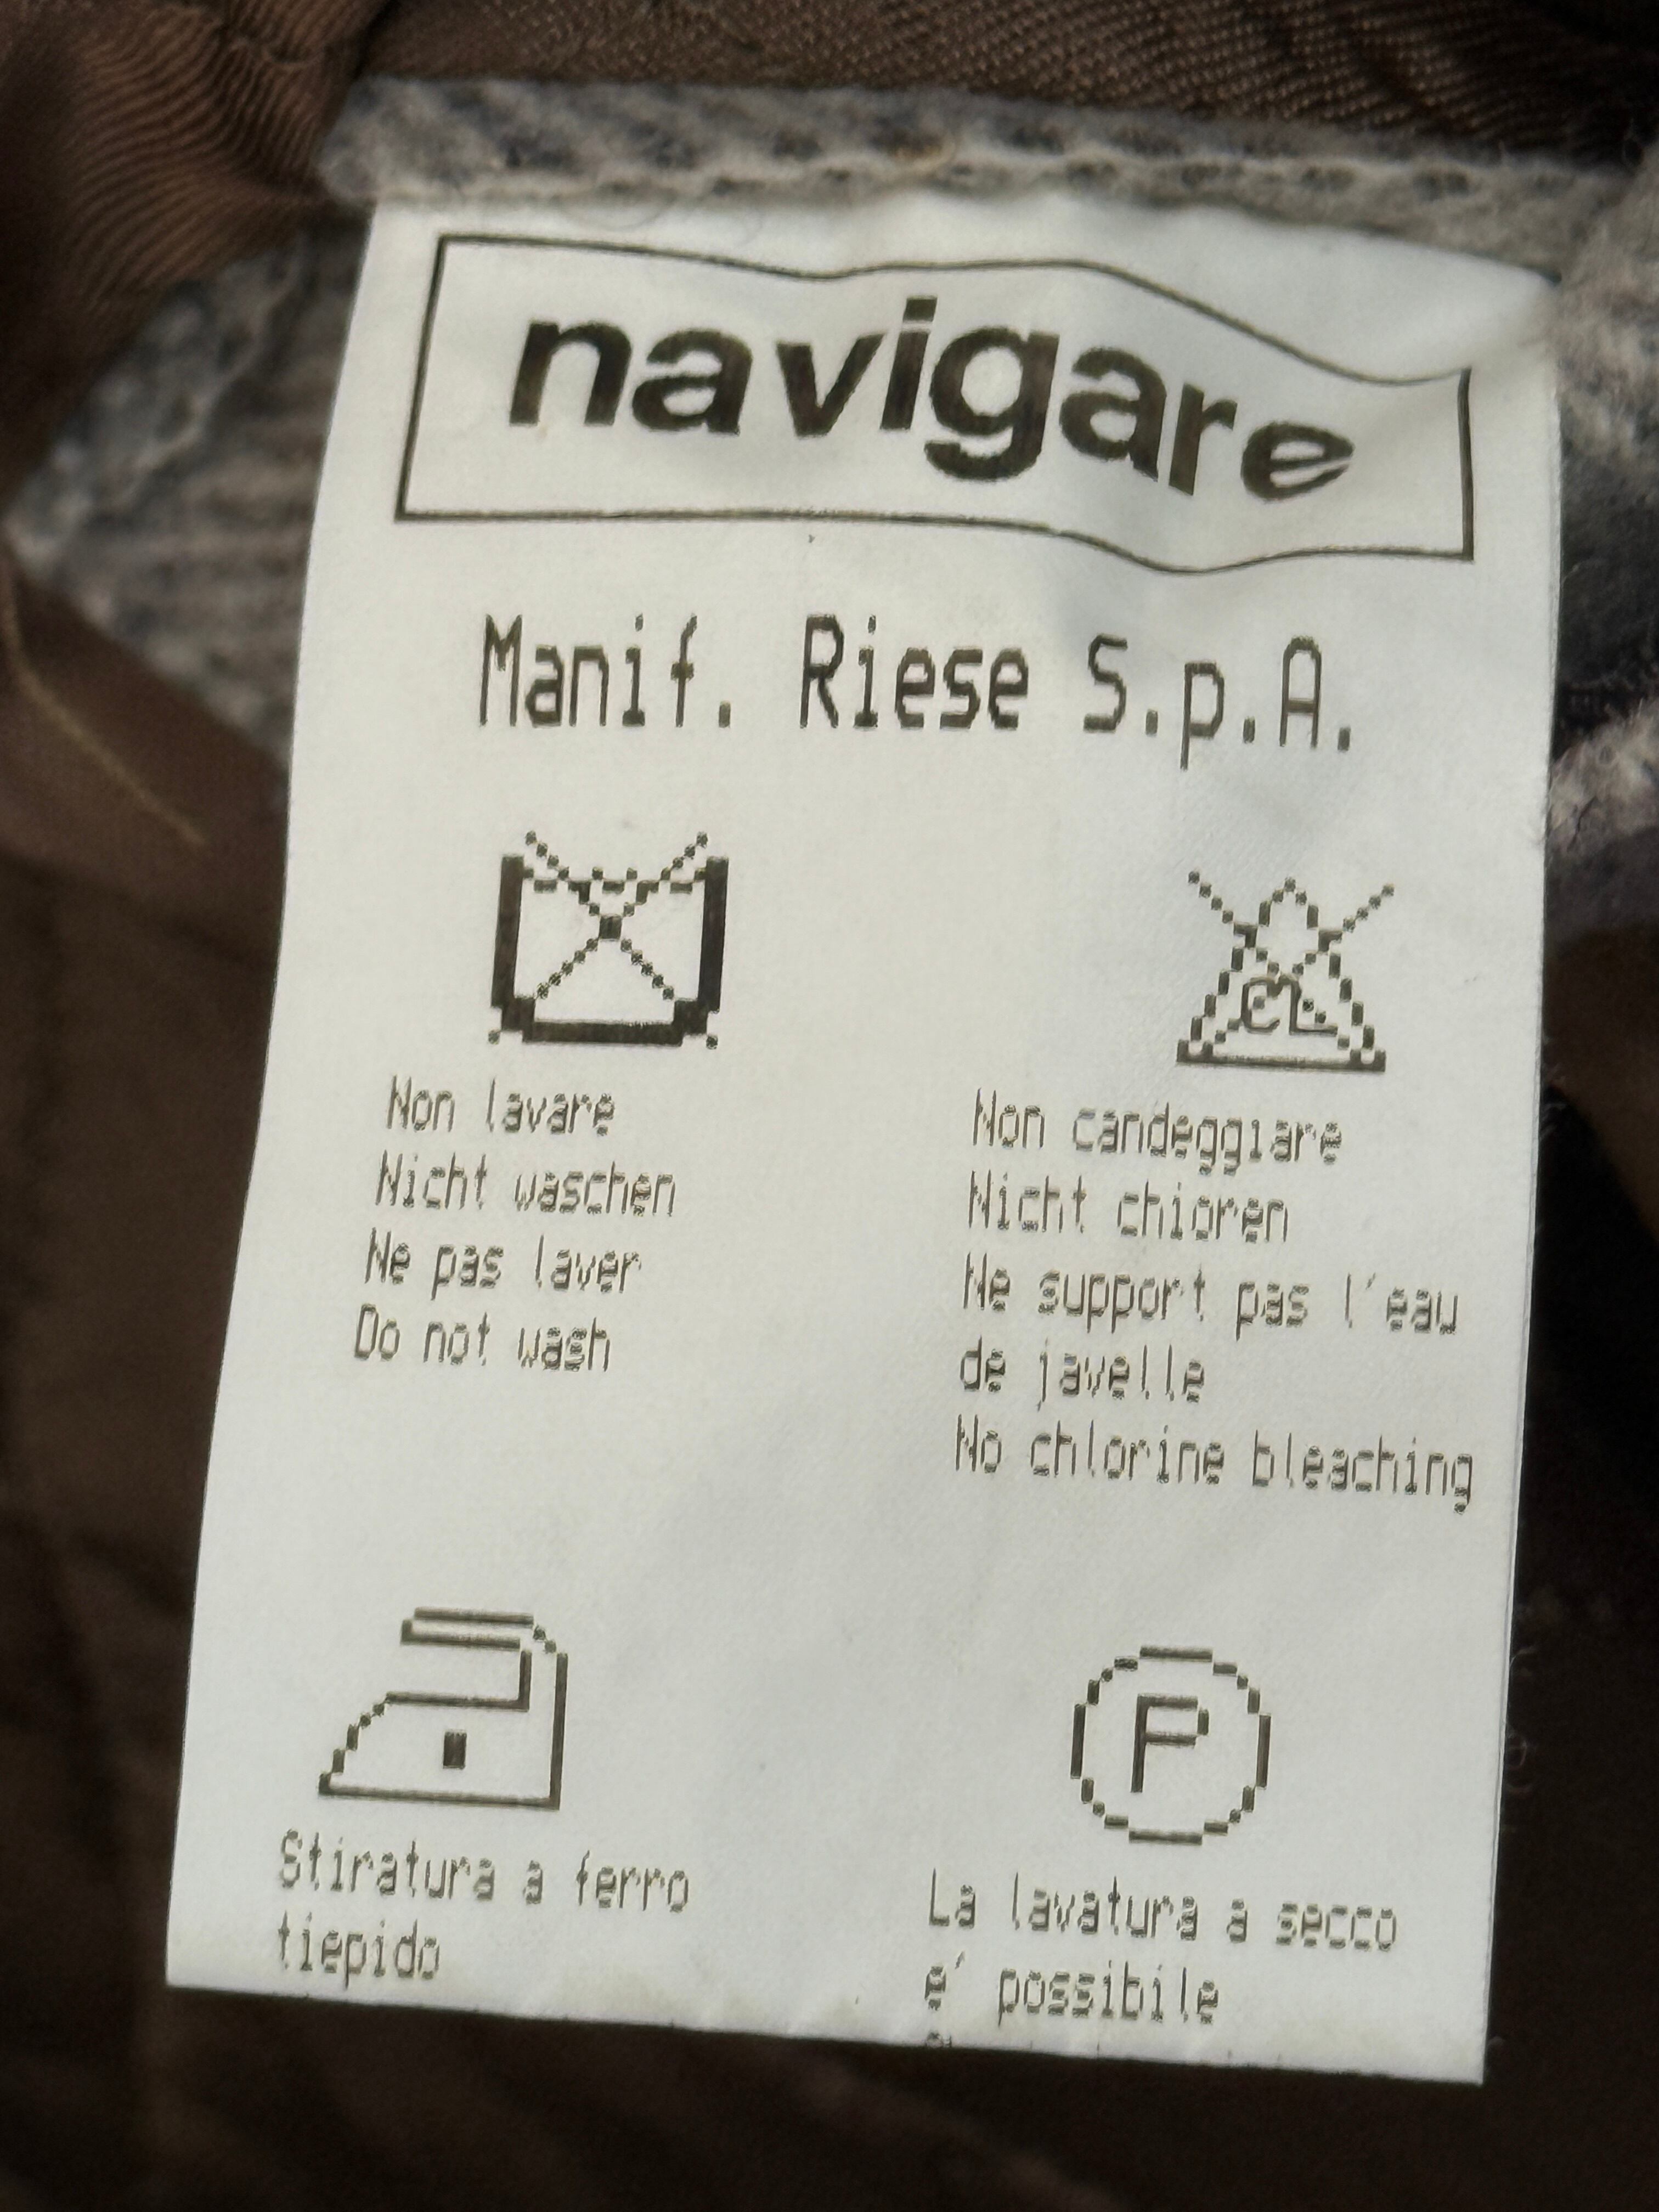 navigare
Manif. Riese S.p.A.
CL
Non lavare
Nicht waschen
Ne pas laver
Do not wash
Non candeggiare
Nicht chioren
Ne support pas l'eau
de javelle
No chlorine bleaching
P
Stiratura a ferro
tiepido
La lavatura a secco
e' possibile